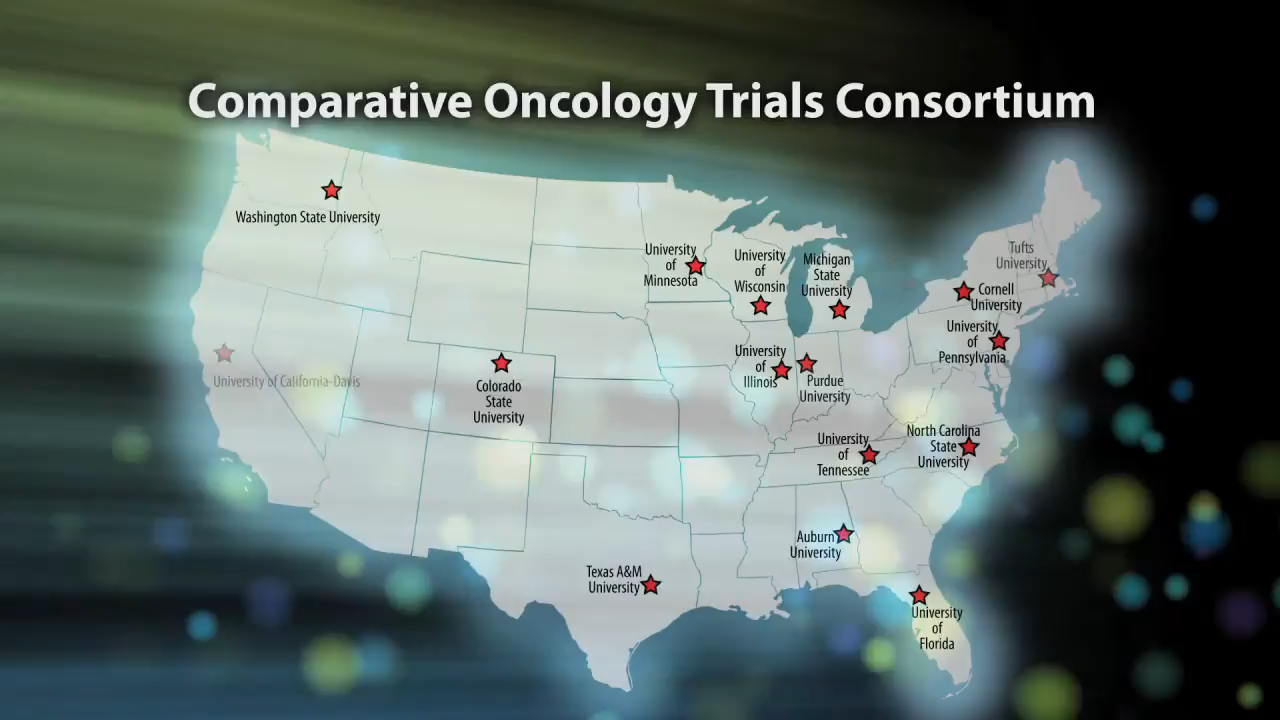 Comparative Oncology Trials Consortium
Washington State University
University
of
Minnesota
University
of
Wisconsin
Michigan
State
University
Tufts
University
Cornell
University
University
of
Pennsylvania
University of California-Davis
Colorado
State
University
University
of
Illinois
Purdue
University
University
of
Tennessee
North Carolina
State
University
Auburn
University
Texas A&M
University
University
of
Florida